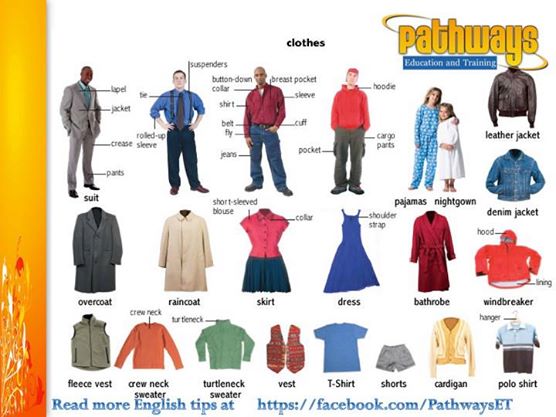 clothes
pathways
Education and Training
suspenders
lapel
jacket
crease
pants
suit
tie
rolled-up
sleeve
button-down
collar
breast pocket
shirt
sleeve
belt
cuff
fly
jeans
hoodie
pocket
cargo
pants
pajamas
nightgown
leather jacket
denim jacket
overcoat
raincoat
short-sleeved
blouse
collar
skirt
shoulder
strap
dress
bathrobe
hood
lining
windbreaker
fleece vest
crew neck
crew neck
sweater
turtleneck
turtleneck
sweater
vest
T-Shirt
shorts
cardigan
hanger
polo shirt
Read more English tips at https://facebook.com/PathwaysET